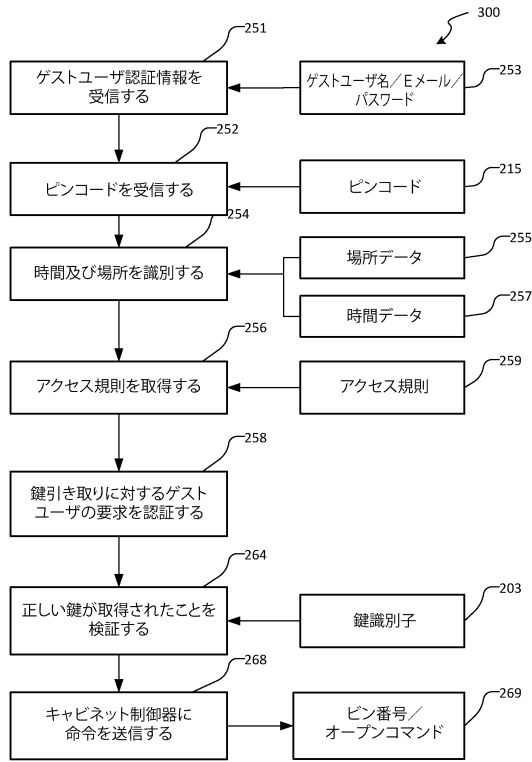 300
251
ゲストユーザ認証情報を
受信する
ゲストユーザ名／Eメール／
パスワード
253
252
ピンコードを受信する
ピンコード
215
254
時間及び場所を識別する
場所データ
255
時間データ
257
256
アクセス規則を取得する
アクセス規則
259
258
鍵引き取りに対するゲスト
ユーザの要求を認証する
264
正しい鍵が取得されたことを
検証する
鍵識別子
203
268
キャビネット制御器に
命令を送信する
ビン番号／
オープンコマンド
269